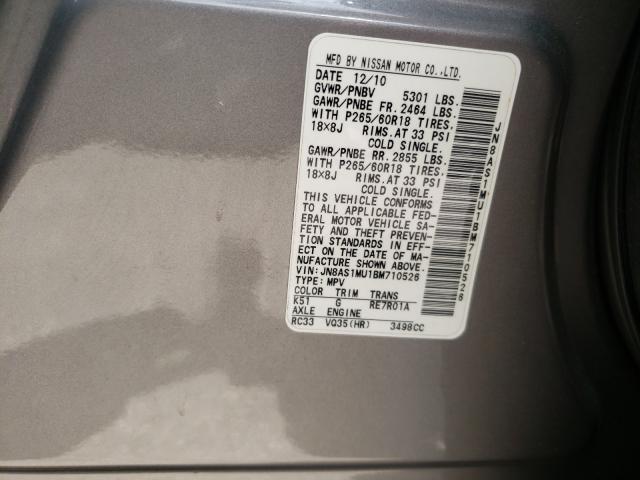 MFD BY NISSAN MOTOR CO.,LTD.
DATE 12/10
GVWR/PNBV 5301 LBS.
GAWR/PNBE FR. 2464 LBS.
WITH P265/60R18 TIRES.
18×8J RIMS.AT 33 PSI
COLD SINGLE.
GAWR/PNBE RR. 2855 LBS.
WITH P265/60R18 TIRES.
18×8J RIMS.AT 33 PSI
COLD SINGLE.
THIS VEHICLE CONFORMS
TO ALL APPLICABLE FED-
ERAL MOTOR VEHICLE SA-
FETY AND THEFT PREVEN-
TION STANDARDS IN EFF-
ECT ON THE DATE OF MA-
NUFACTURE SHOWN ABOVE.
VIN:JN8AS1MU1BM710526
TYPE: MPV
COLOR TRIM TRANS
K51 G RE7R01A
AXLE ENGINE
RC33 VQ35(HR) 3498CC
JN8AS1MU1BM710526